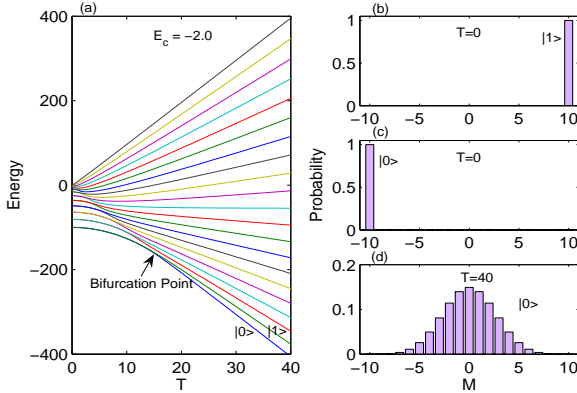 (a)
E_c = −2.0
Energy
400
200
0
−200
−400
Bifurcation Point
|0> |1>
0 10 20 30 40
T
(b)
T=0
|1>
1
0.5
0
−10 −5 0 5 10
(c)
T=0
|0>
Probability
1
0.5
0
−10 −5 0 5 10
(d)
T=40
|0>
0.2
0.1
0
−10 −5 0 5 10
M